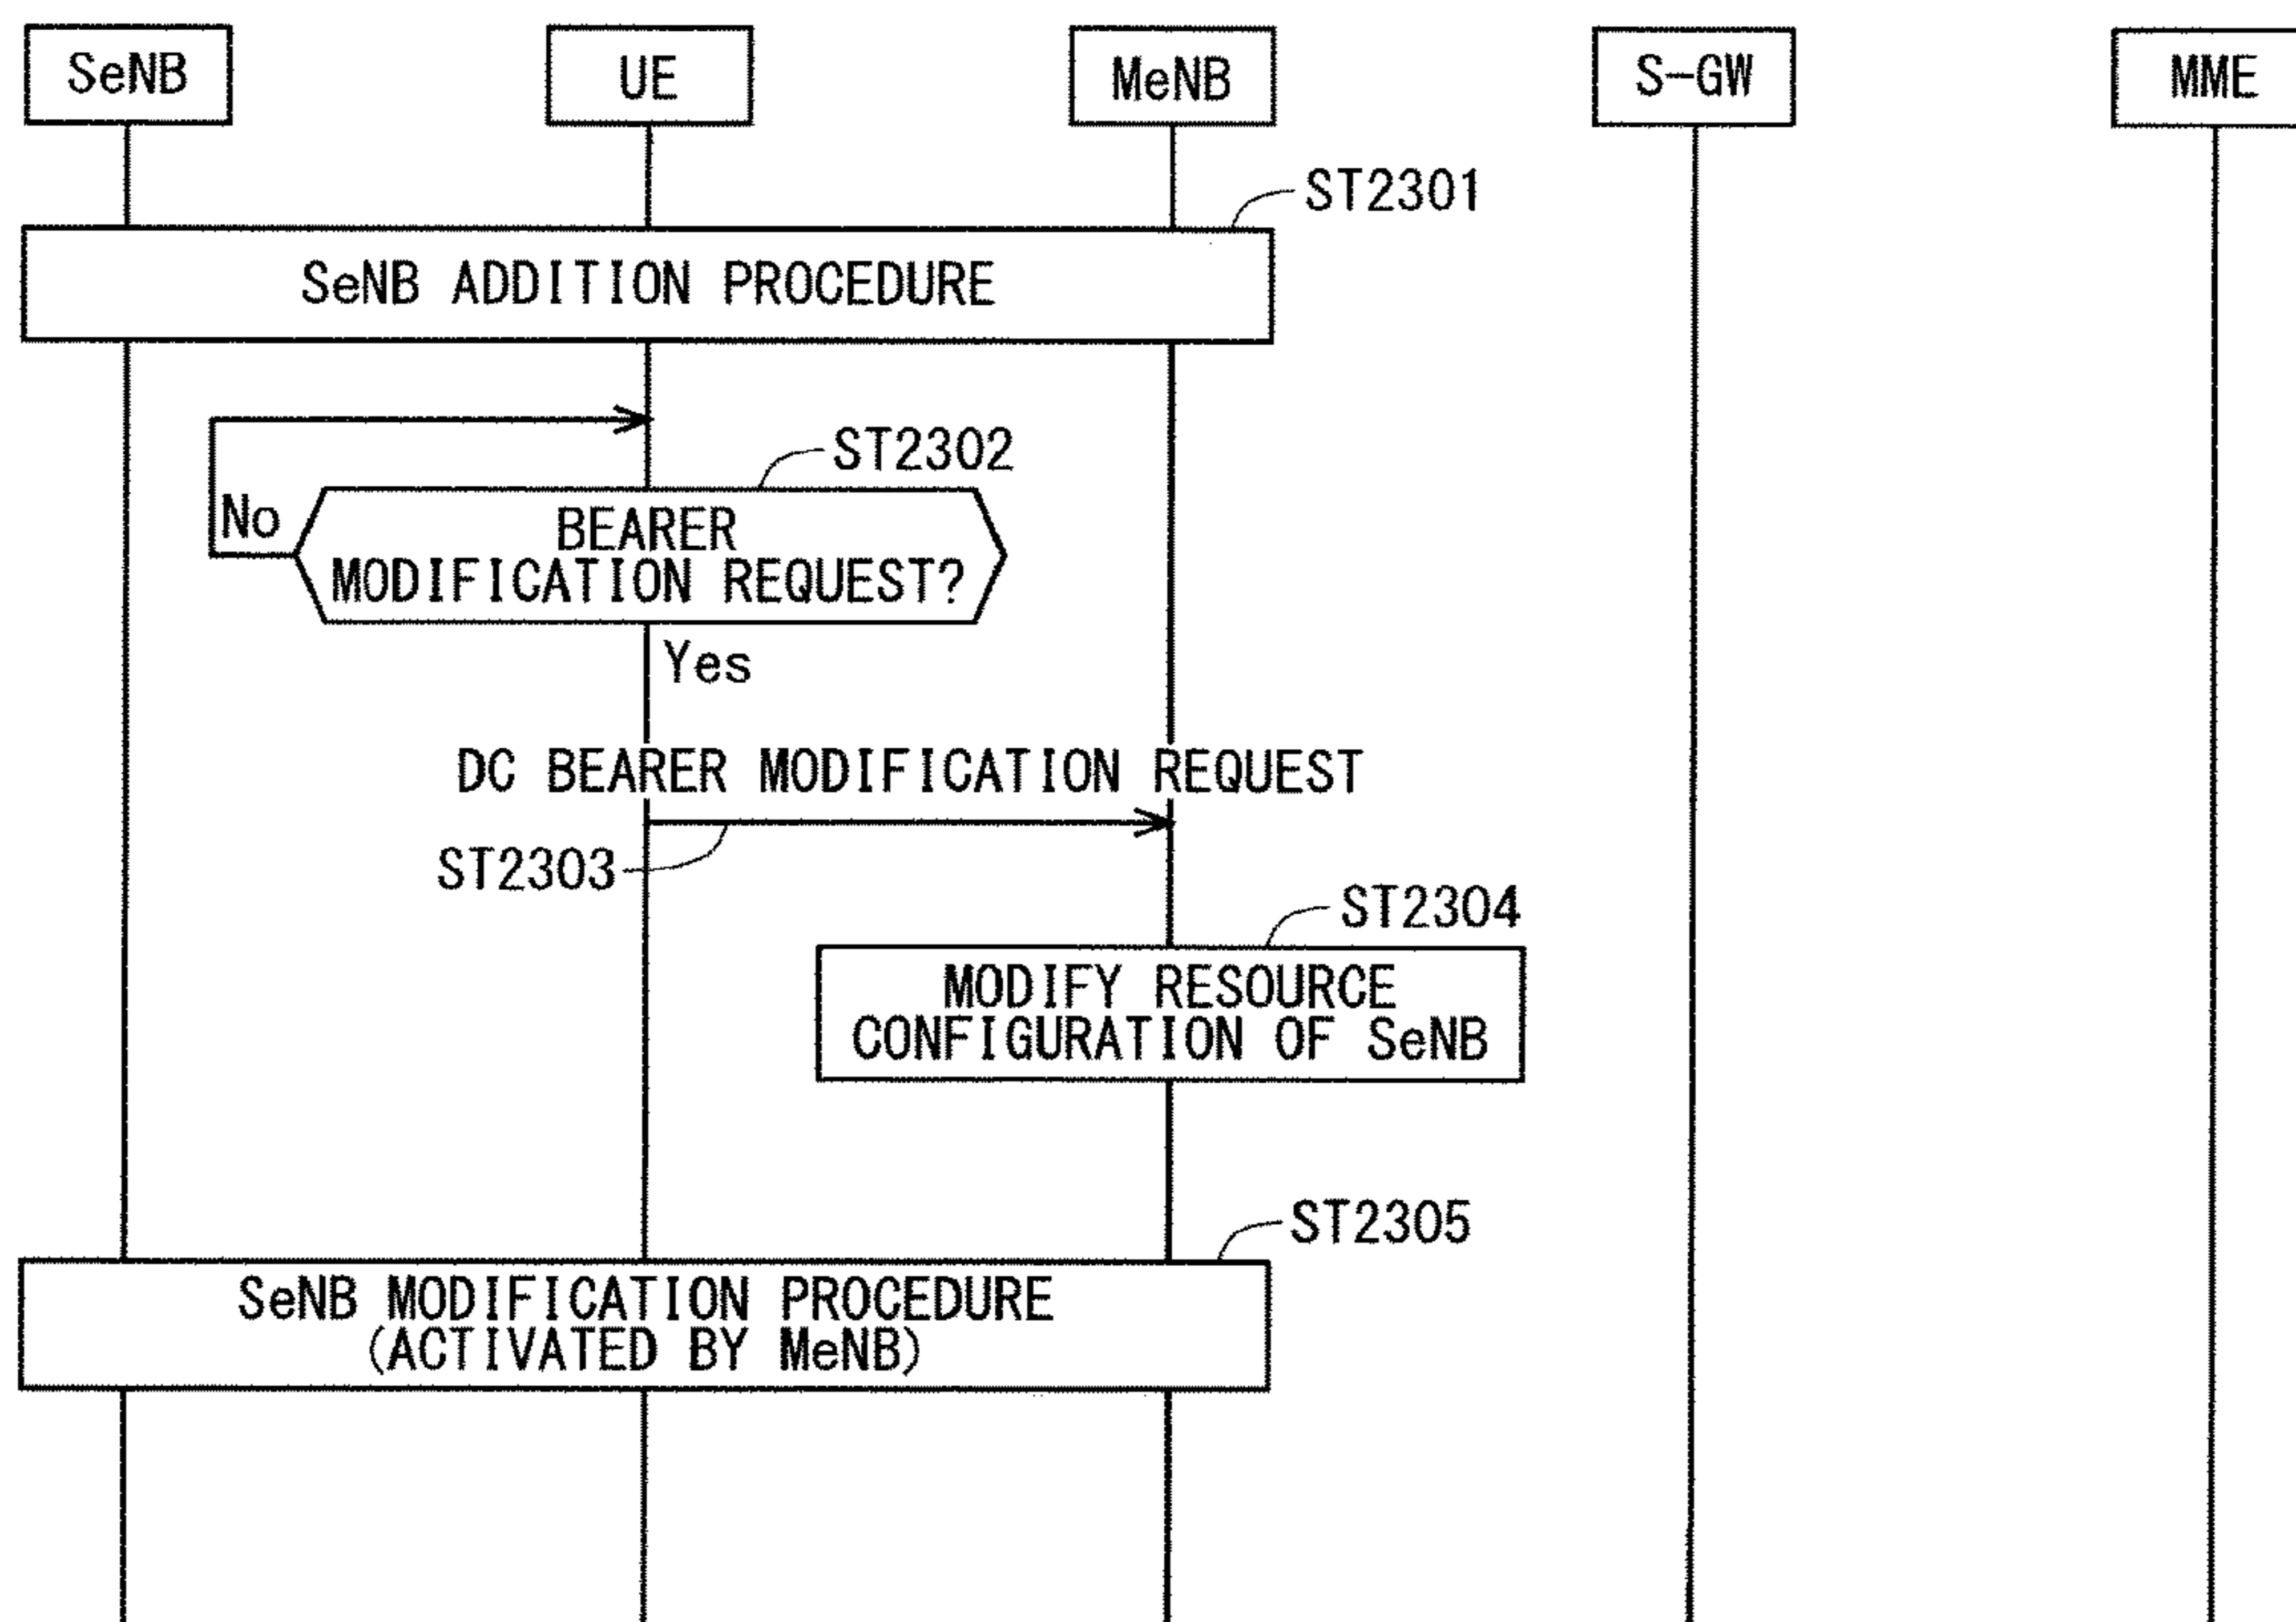 SeNB
UE
MeNB
S-GW
MME
ST2301
SeNB ADDITION PROCEDURE
ST2302
No
BEARER
MODIFICATION REQUEST?
Yes
DC BEARER MODIFICATION REQUEST
ST2303
ST2304
MODIFY RESOURCE
CONFIGURATION OF SeNB
ST2305
SeNB MODIFICATION PROCEDURE
(ACTIVATED BY MeNB)